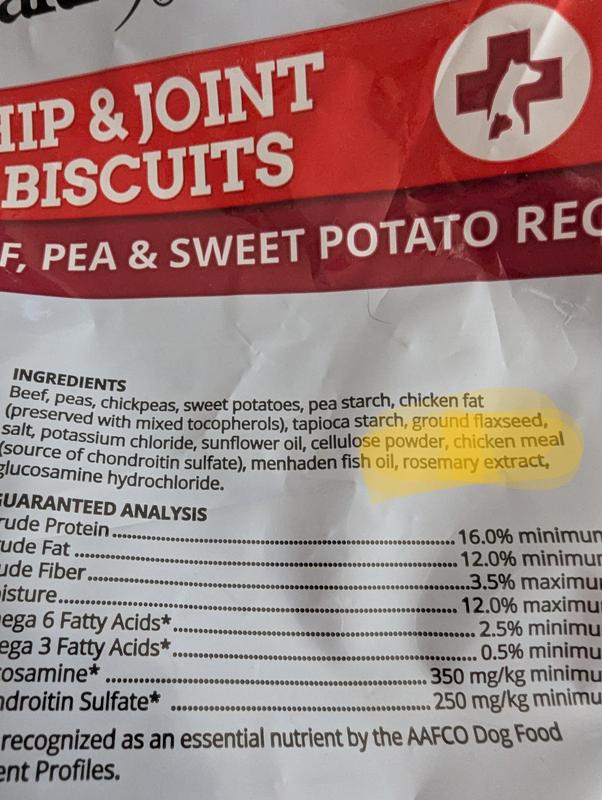 HIP & JOINT
BISCUITS
F, PEA & SWEET POTATO REC
INGREDIENTS
Beef, peas, chickpeas, sweet potatoes, pea starch, chicken fat
(preserved with mixed tocopherols), tapioca starch, ground flaxseed,
salt, potassium chloride, sunflower oil, cellulose powder, chicken meal
(source of chondroitin sulfate), menhaden fish oil, rosemary extract,
glucosamine hydrochloride.
GUARANTEED ANALYSIS
rude Protein 16.0% minimum
ude Fat 12.0% minimum
ude Fiber 3.5% maximu
isture 12.0% maximu
ega 6 Fatty Acids* 2.5% minimu
ega 3 Fatty Acids* 0.5% minimu
cosamine* 350 mg/kg minimu
ndroitin Sulfate* 250 mg/kg minimu
recognized as an essential nutrient by the AAFCO Dog Food
ent Profiles.